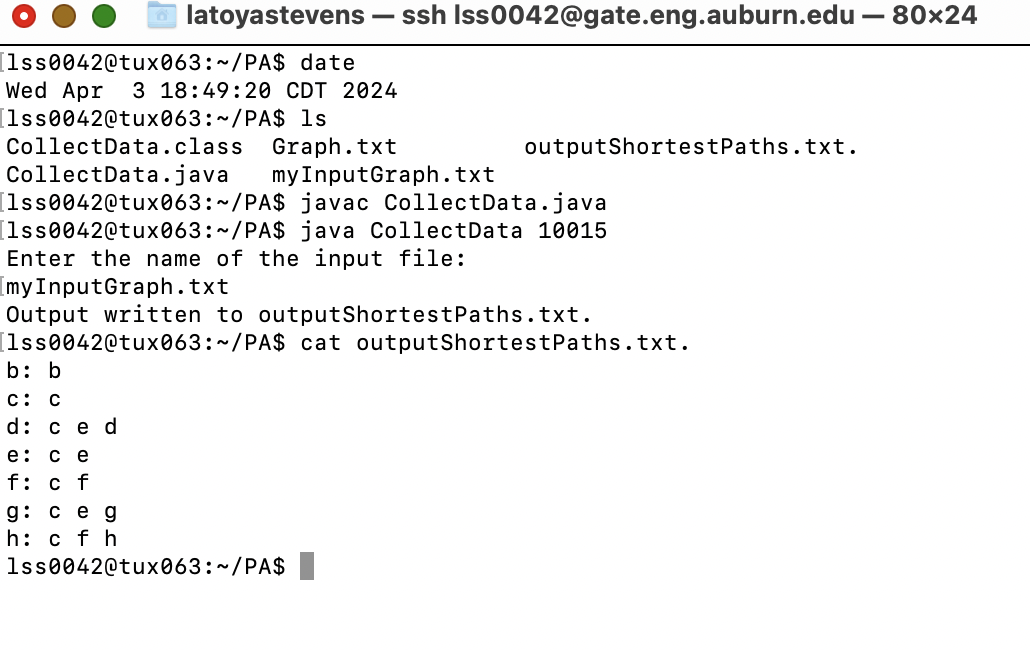 latoyastevens — ssh lss0042@gate.eng.auburn.edu — 80×24
[lss0042@tux063:~/PA$ date
Wed Apr  3 18:49:20 CDT 2024
[lss0042@tux063:~/PA$ ls
CollectData.class  Graph.txt         outputShortestPaths.txt.
CollectData.java   myInputGraph.txt
[lss0042@tux063:~/PA$ javac CollectData.java
[lss0042@tux063:~/PA$ java CollectData 10015
Enter the name of the input file:
[myInputGraph.txt
Output written to outputShortestPaths.txt.
[lss0042@tux063:~/PA$ cat outputShortestPaths.txt.
b: b
c: c
d: c e d
e: c e
f: c f
g: c e g
h: c f h
lss0042@tux063:~/PA$